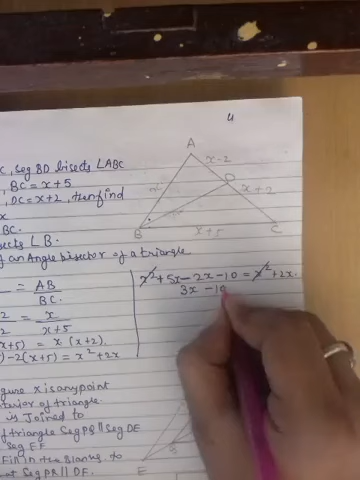 4
A
x-2
D
x+2
x
B
x+5
C
c, seg BD bisects ∠ABC
, BC = x+5
, DC = x+2, then find
x
sects ∠B.
of an Angle bisector of a triangle
= AB
BC.
2 = x
2 x+5
x+5) = x (x+2)
) -2(x+5) = x² + 2x
x² + 5x - 2x - 10 = x² + 2x.
3x - 10
gure x is any point
terior of triangle.
is Joined to
triangle Seg PQ || Seg DE
Seg EF
Fill in the Blanks to
at seg PR || DF.
E